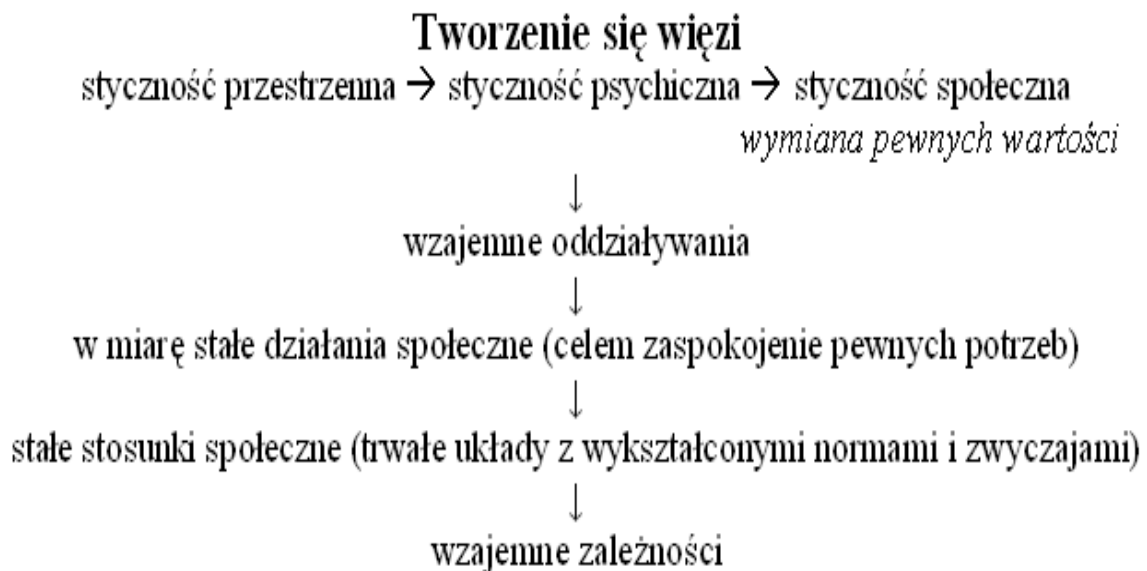 Tworzenie się więzi
styczność przestrzenna → styczność psychiczna → styczność społeczna
wymiana pewnych wartości
↓
wzajemne oddziaływania
↓
w miarę stałe działania społeczne (celem zaspokojenie pewnych potrzeb)
↓
stałe stosunki społeczne (trwałe układy z wykształconymi normami i zwyczajami)
↓
wzajemne zależności